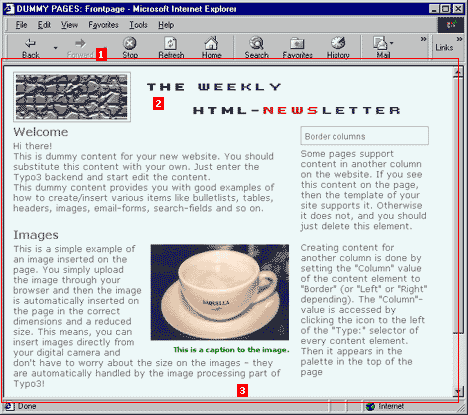 DUMMY PAGES: Frontpage - Microsoft Internet Explorer
File Edit View Favorites Tools Help
Back Forward Stop Refresh Home Search Favorites History Mail Links
1
THE WEEKLY
2
HTML-NEWSLETTER
Welcome
Hi there!
This is dummy content for your new website. You should
substitute this content with your own. Just enter the
Typo3 backend and start edit the content.
This dummy content provides you with good examples of
how to create/insert various items like bulletlists, tables,
headers, images, email-forms, search-fields and so on.
Images
This is a simple example of
an image inserted on the
page. You simply upload
the image through your
browser and then the image
is automatically inserted on
the page in the correct
dimensions and a reduced
size. This means, you can
insert images directly from
your digital camera and
don't have to worry about the size on the images - they
are automatically handled by the image processing part of
Typo3!
SAQUELLA
This is a caption to the image.
Border columns
Some pages support
content in another column
on the website. If you see
this content on the page,
then the template of your
site supports it. Otherwise
it does not, and you should
just delete this element.
Creating content for
another column is done by
setting the "Column" value
of the content element to
"Border" (or "Left" or "Right"
depending). The "Column"-
value is accessed by
clicking the icon to the left
of the "Type:" selector of
every content element.
Then it appears in the
palette in the top of the
page
3
Done Internet